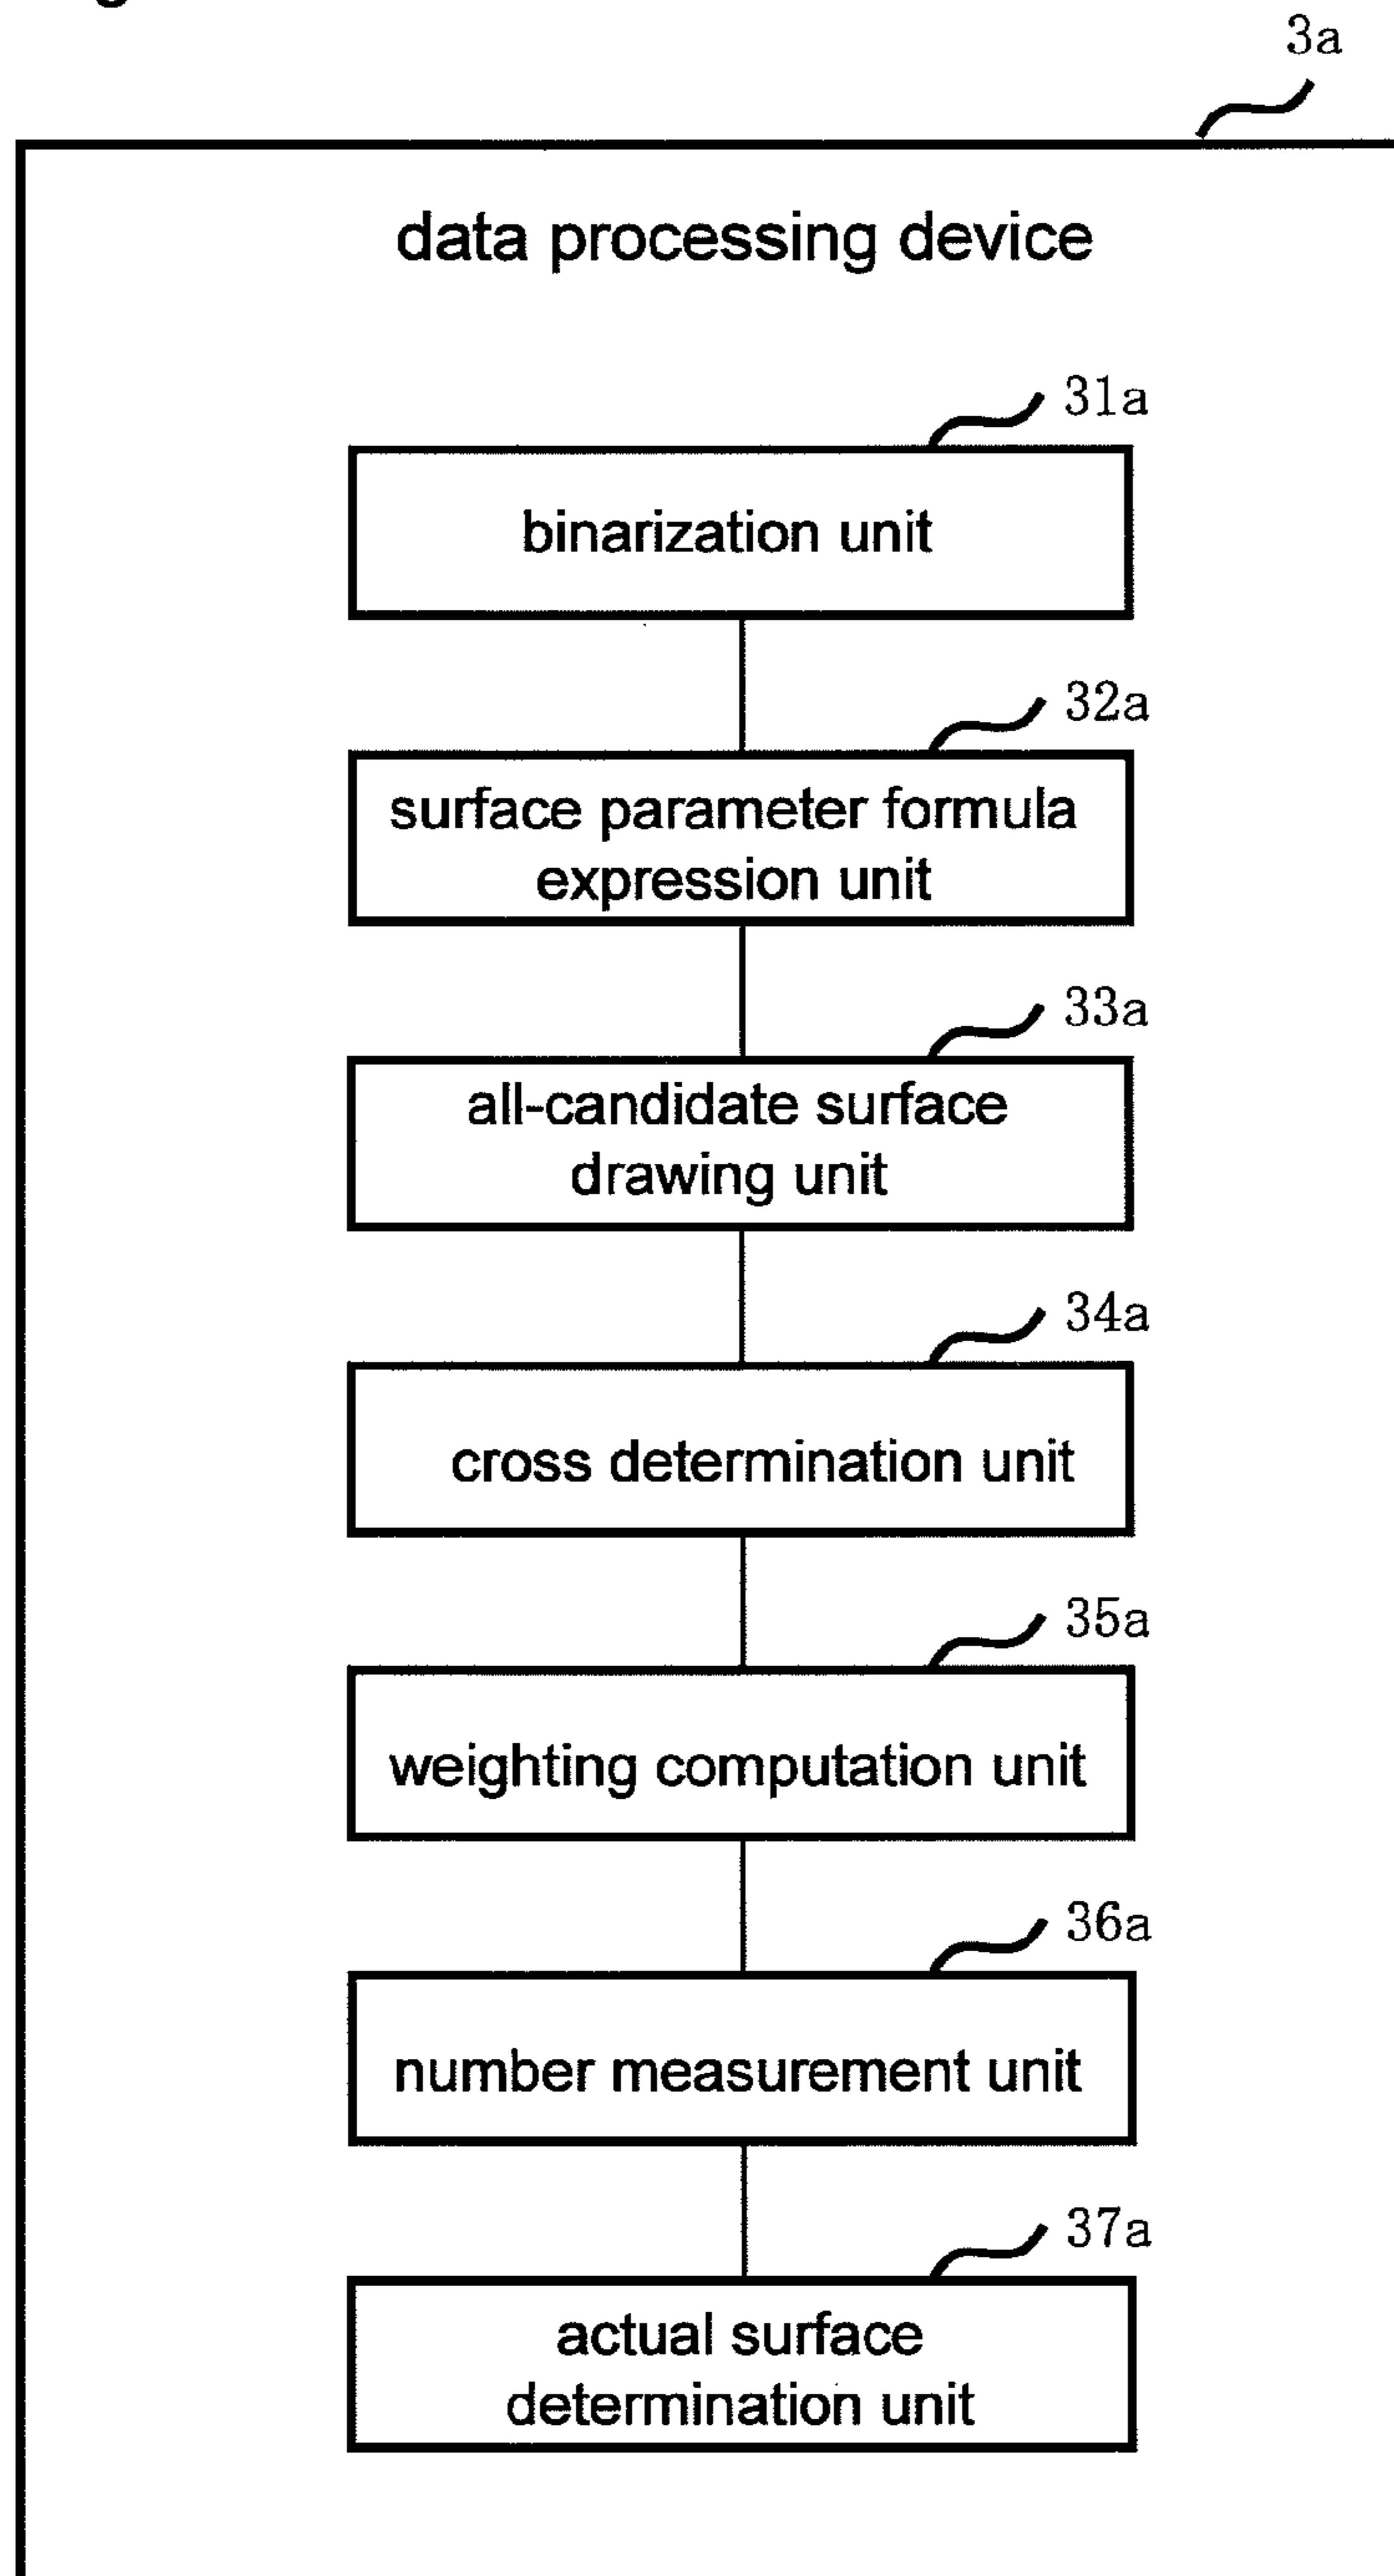 3a
data processing device
31a
binarization unit
32a
surface parameter formula
expression unit
33a
all-candidate surface
drawing unit
34a
cross determination unit
35a
weighting computation unit
36a
number measurement unit
37a
actual surface
determination unit